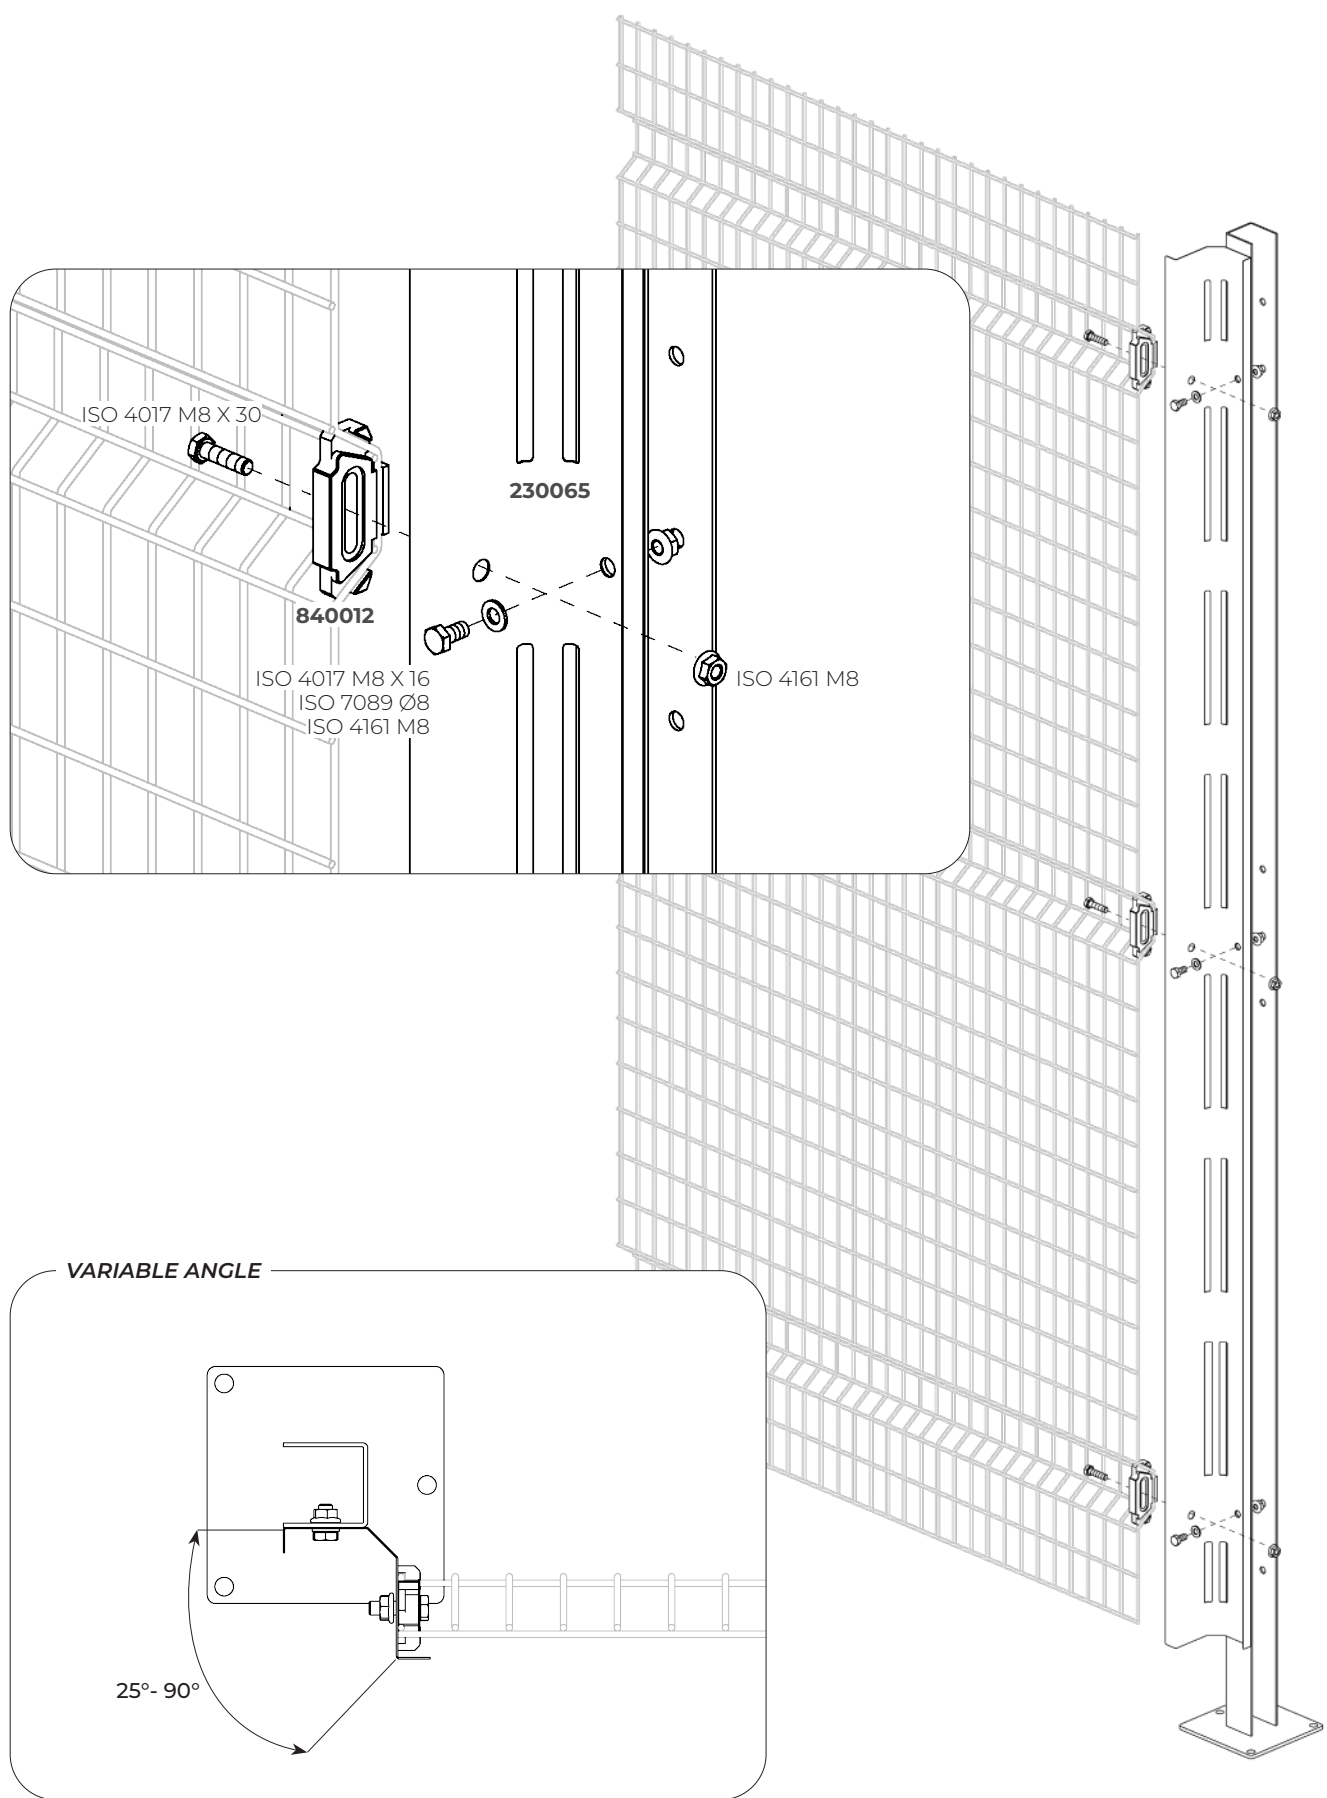 ISO 4017 M8 X 30
230065
840012
ISO 4017 M8 X 16
ISO 7089 Ø8
ISO 4161 M8
ISO 4161 M8
VARIABLE ANGLE
25°- 90°